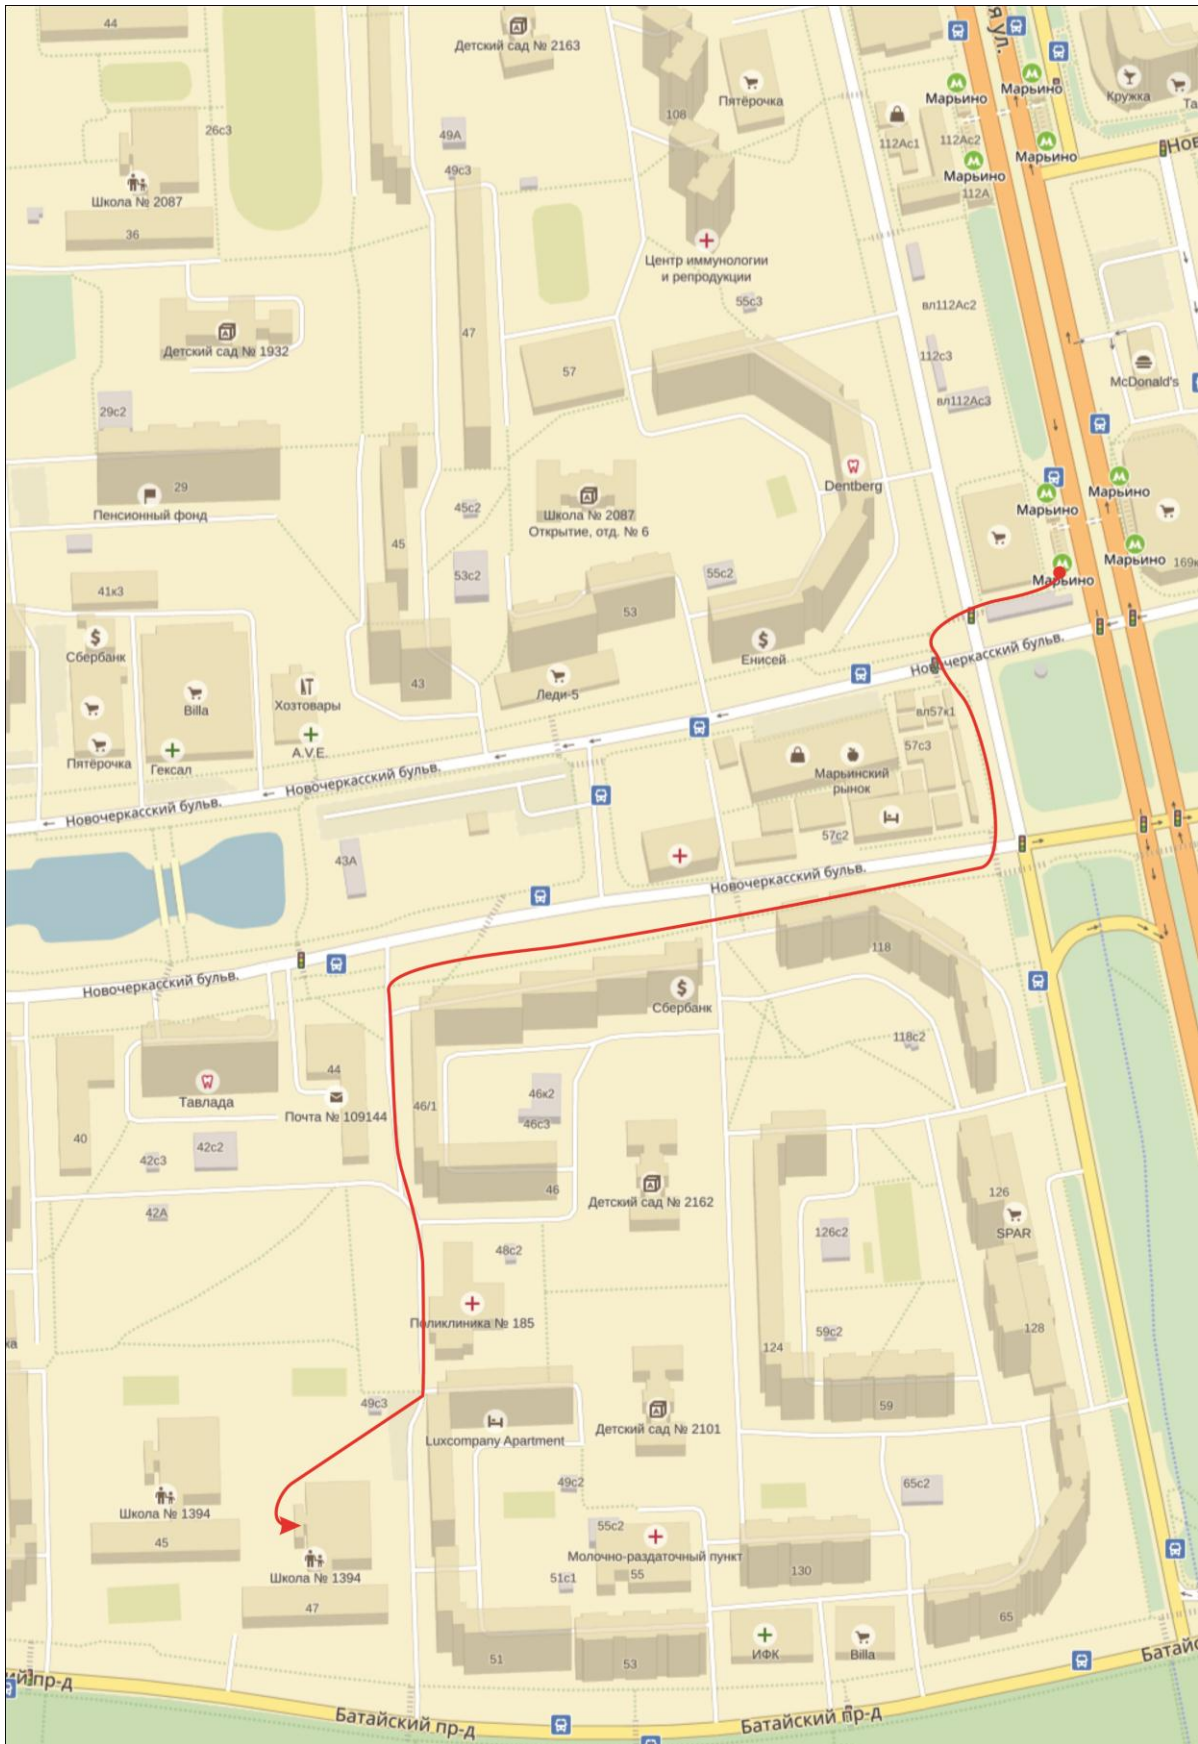 44
Детский сад № 2163
я ул.
Пятёрочка
108
Марьино
Марьино
Кружка
Та
26с3
49А
49с3
112Ас1
112Ас2
Марьино
Марьино
112А
Нов
Школа № 2087
36
Центр иммунологии
и репродукции
55с3
вл112Ас2
Детский сад № 1932
47
57
112с3
McDonald's
вл112Ас3
29с2
29
Пенсионный фонд
45с2
45
Школа № 2087
Открытие, отд. № 6
Dentberg
Марьино
Марьино
Марьино
Марьино
169к
41к3
53с2
53
55с2
Сбербанк
Billa
Хозтовары
43
Леди-5
Енисей
Новочеркасский бульв.
Пятёрочка
Гексал
A.V.E.
вл57к1
57с3
Марьинский
рынок
Новочеркасский бульв.
Новочеркасский бульв.
43А
57с2
Новочеркасский бульв.
118
Новочеркасский бульв.
Сбербанк
118с2
Тавлада
44
Почта № 109144
46/1
46к2
46с3
40
42с2
42с3
42А
46
Детский сад № 2162
126
SPAR
126с2
48с2
Поликлиника № 185
ка
59с2
124
128
49с3
59
Luxcompany Apartment
Детский сад № 2101
49с2
65с2
Школа № 1394
45
55с2
Молочно-раздаточный пункт
Школа № 1394
47
51с1
55
130
65
51
53
ИФК
Billa
ий пр-д
Батайский пр-д
Батайский пр-д
Батайс